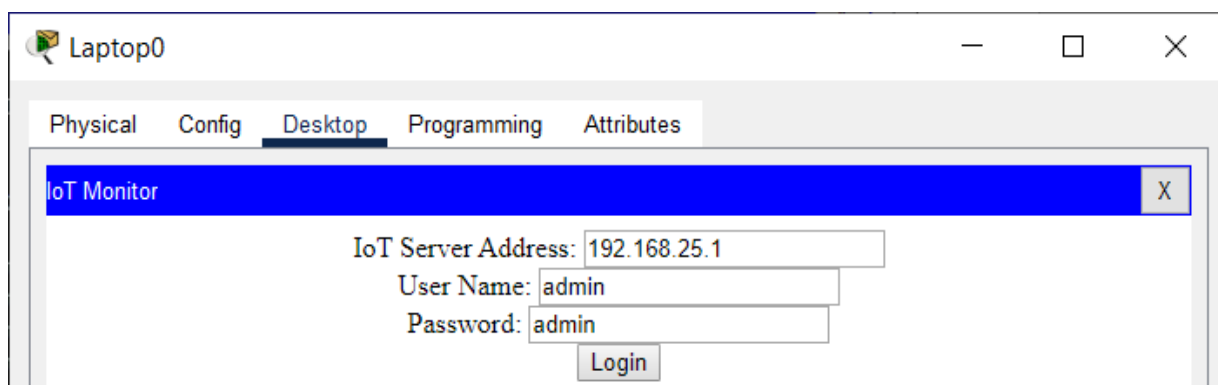 Laptop0
Physical Config Desktop Programming Attributes
IoT Monitor X
IoT Server Address: 192.168.25.1
User Name: admin
Password: admin
Login